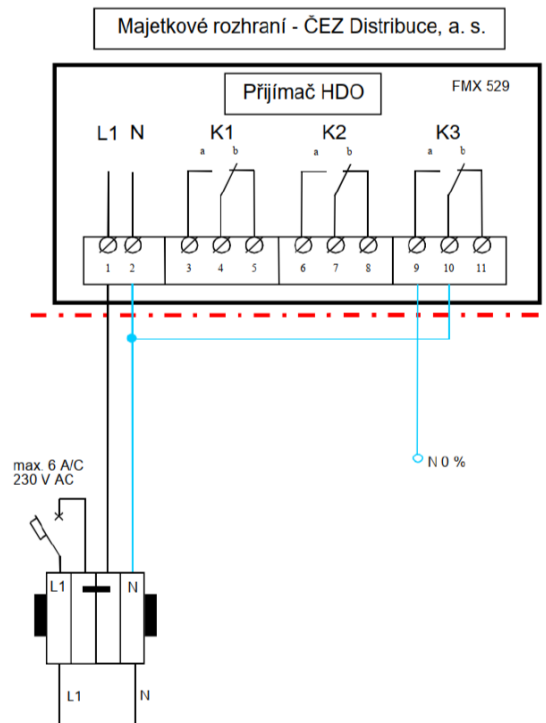 Majetkové rozhraní - ČEZ Distribuce, a. s.
Přijímač HDO
FMX 529
L1 N K1 K2 K3
a b a b a b
1 2 3 4 5 6 7 8 9 10 11
N 0 %
max. 6 A/C
230 V AC
L1 N
L1 N